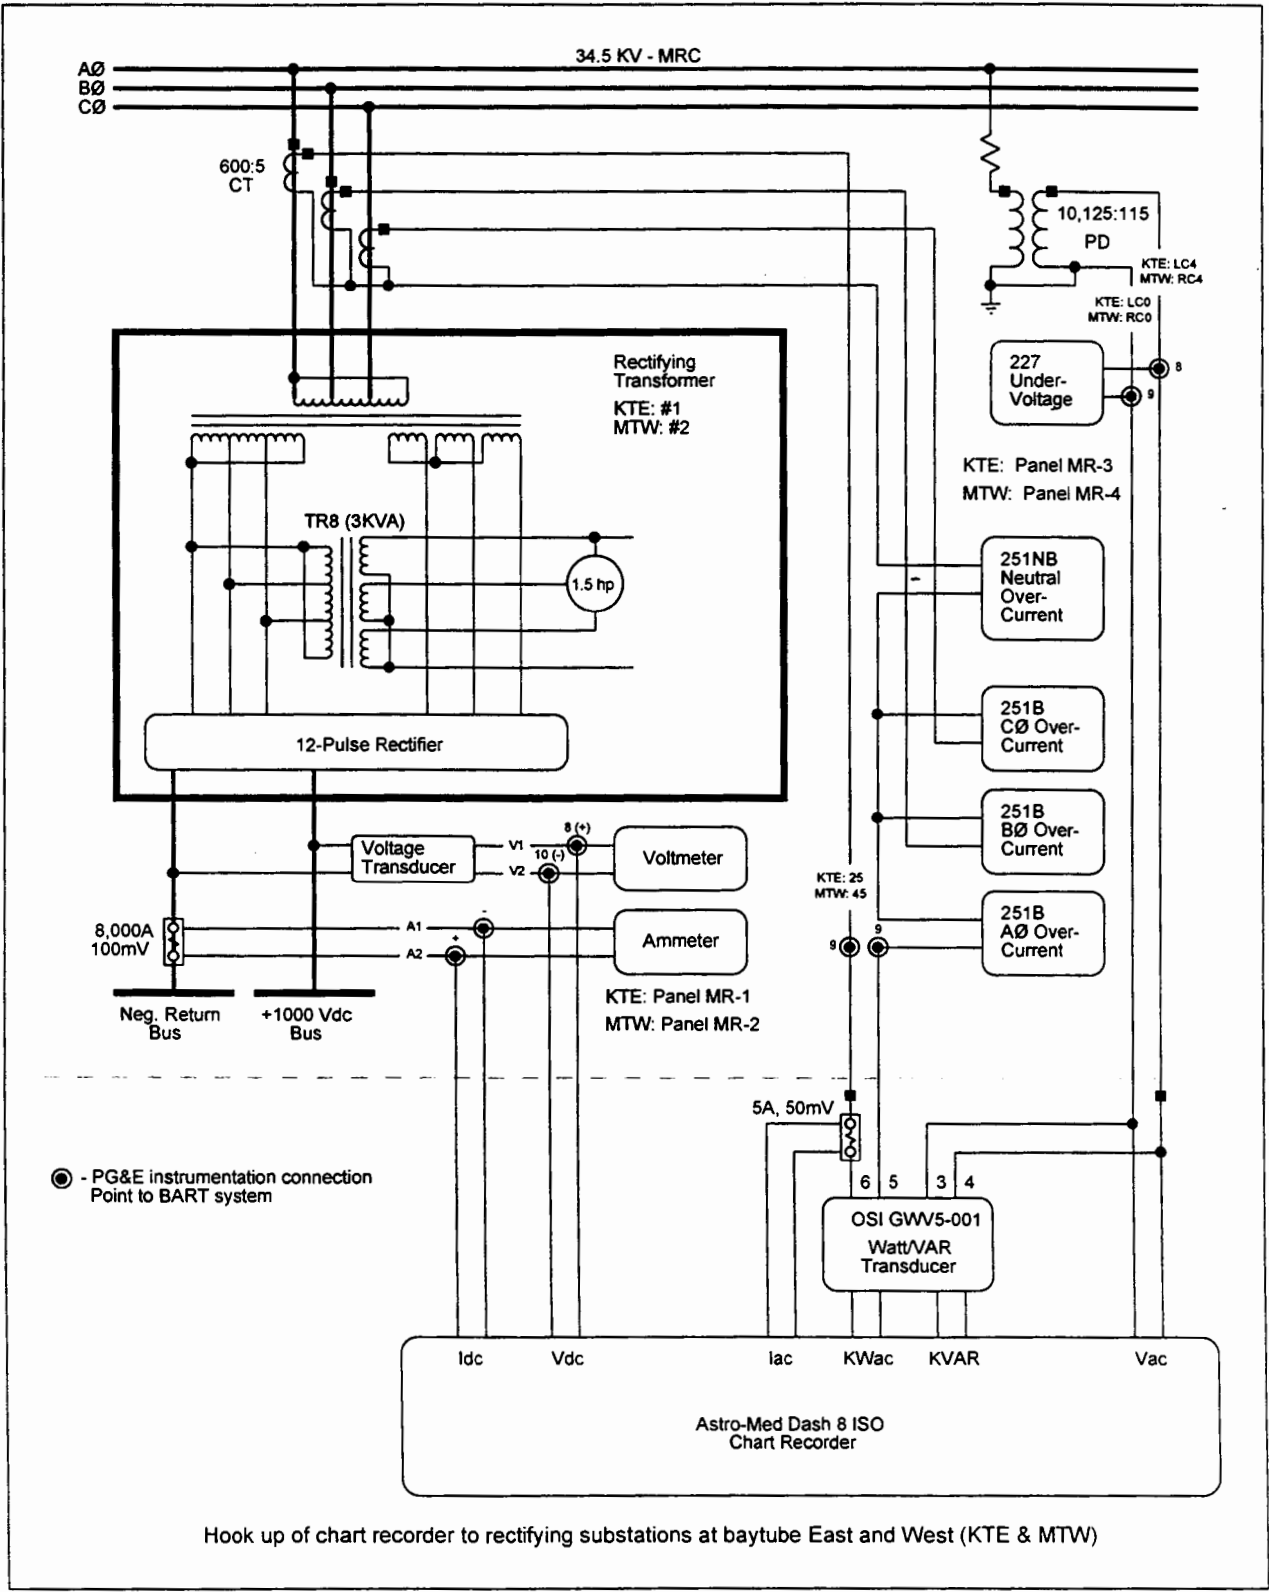 34.5 KV - MRC
AØ
BØ
CØ
600:5
CT
10,125:115
PD
KTE: LC4
MTW: RC4
KTE: LC0
MTW: RC0
Rectifying
Transformer
KTE: #1
MTW: #2
227
Under-
Voltage
8
9
KTE: Panel MR-3
MTW: Panel MR-4
TR8 (3KVA)
1.5 hp
251NB
Neutral
Over-
Current
12-Pulse Rectifier
251B
CØ Over-
Current
251B
BØ Over-
Current
Voltage
Transducer
V1
8 (+)
V2
10 (-)
Voltmeter
KTE: 25
MTW: 45
251B
AØ Over-
Current
9
9
8,000A
100mV
A1
-
A2
+
Ammeter
KTE: Panel MR-1
MTW: Panel MR-2
Neg. Return
Bus
+1000 Vdc
Bus
5A, 50mV
- PG&E instrumentation connection
Point to BART system
6 5 3 4
OSI GWV5-001
Watt/VAR
Transducer
Idc Vdc Iac KWac KVAR Vac
Astro-Med Dash 8 ISO
Chart Recorder
Hook up of chart recorder to rectifying substations at baytube East and West (KTE & MTW)